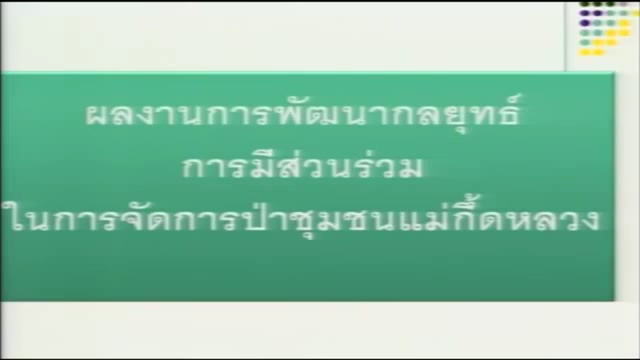 ผลงานการพัฒนากลยุทธ์
การมีส่วนร่วม
ในการจัดการป่าชุมชนแม่กึ้ดหลวง